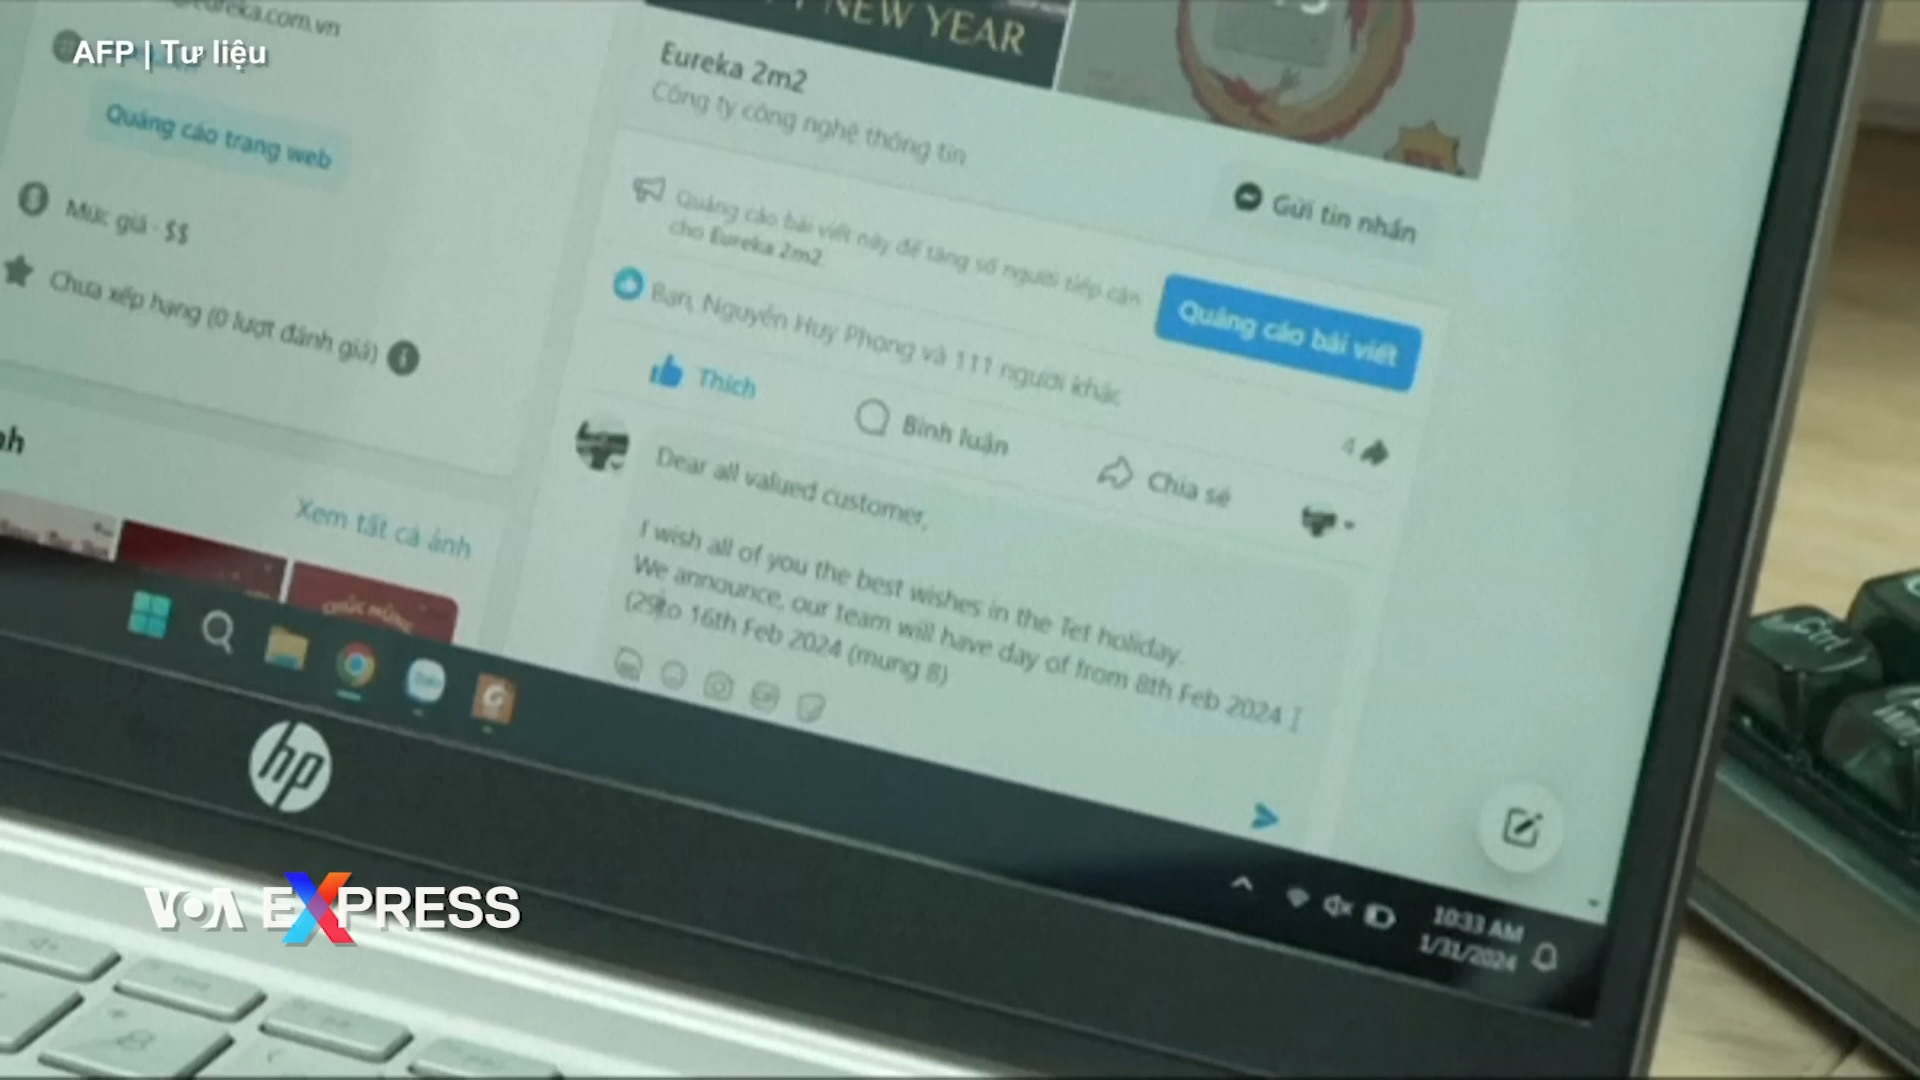 AFP | Tư liệu
eureka.com.vn
Quảng cáo trang web
Mức giá · $$
Chưa xếp hạng (0 lượt đánh giá)
Xem tất cả ảnh
NEW YEAR
Eureka 2m2
Công ty công nghệ thông tin
Gửi tin nhắn
Quảng cáo bài viết này để tăng số người tiếp cận
cho Eureka 2m2.
Quảng cáo bài viết
Bạn, Nguyễn Huy Phong và 111 người khác
4
Thích
Bình luận
Chia sẻ
Dear all valued customer,
I wish all of you the best wishes in the Tet holiday.
We announce, our team will have day of from 8th Feb 2024
(29to 16th Feb 2024 (mung 8)
CHÚC MỪNG
hp
VOA EXPRESS
10:33 AM
1/31/2024
Ctrl